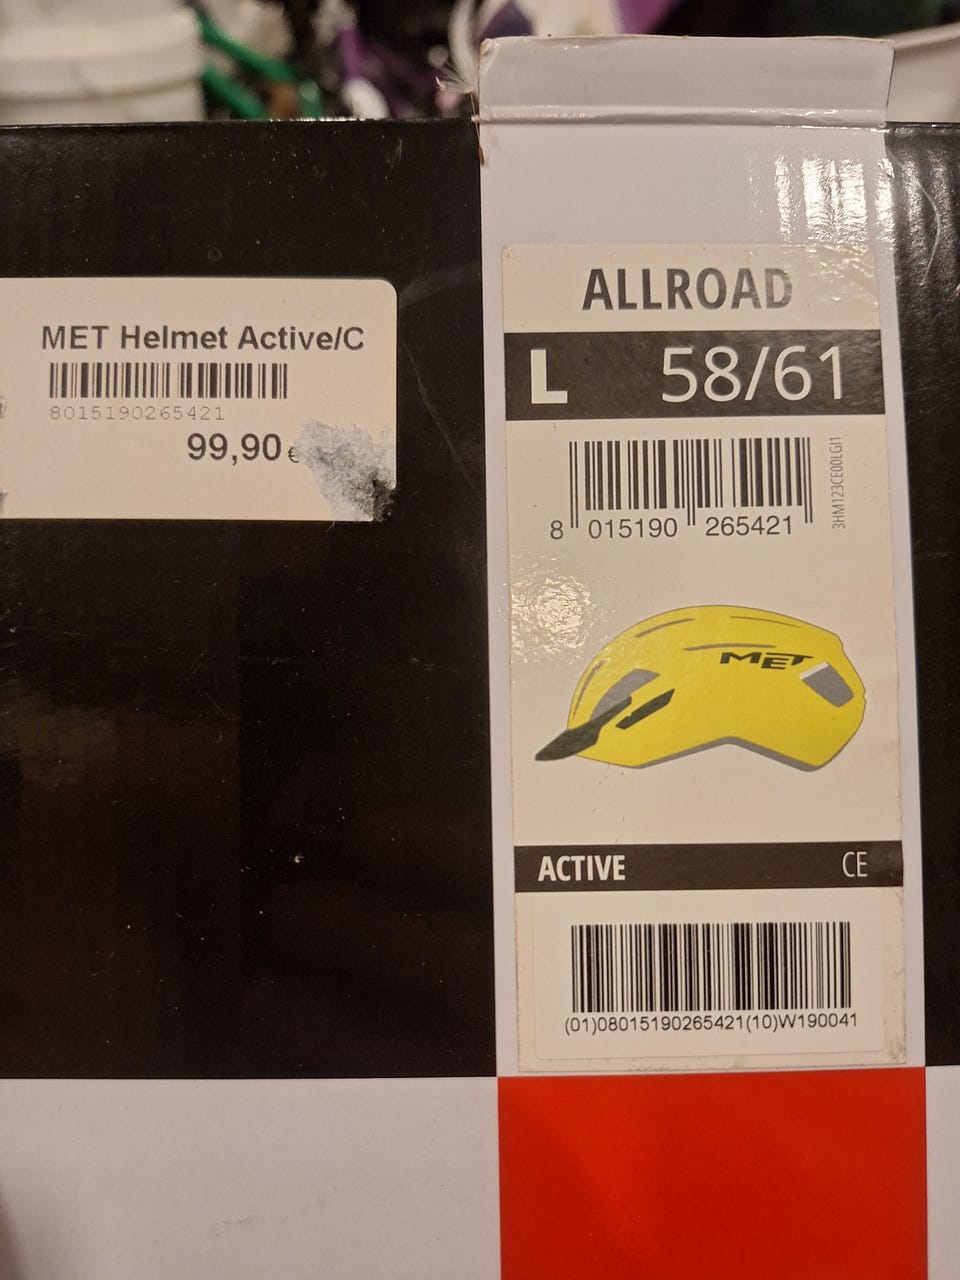 MET Helmet Active/C
8015190265421
99,90 €
ALLROAD
L 58/61
8 015190 265421
3HM123CE00LGI1
MET
ACTIVE CE
(01)08015190265421(10)W190041